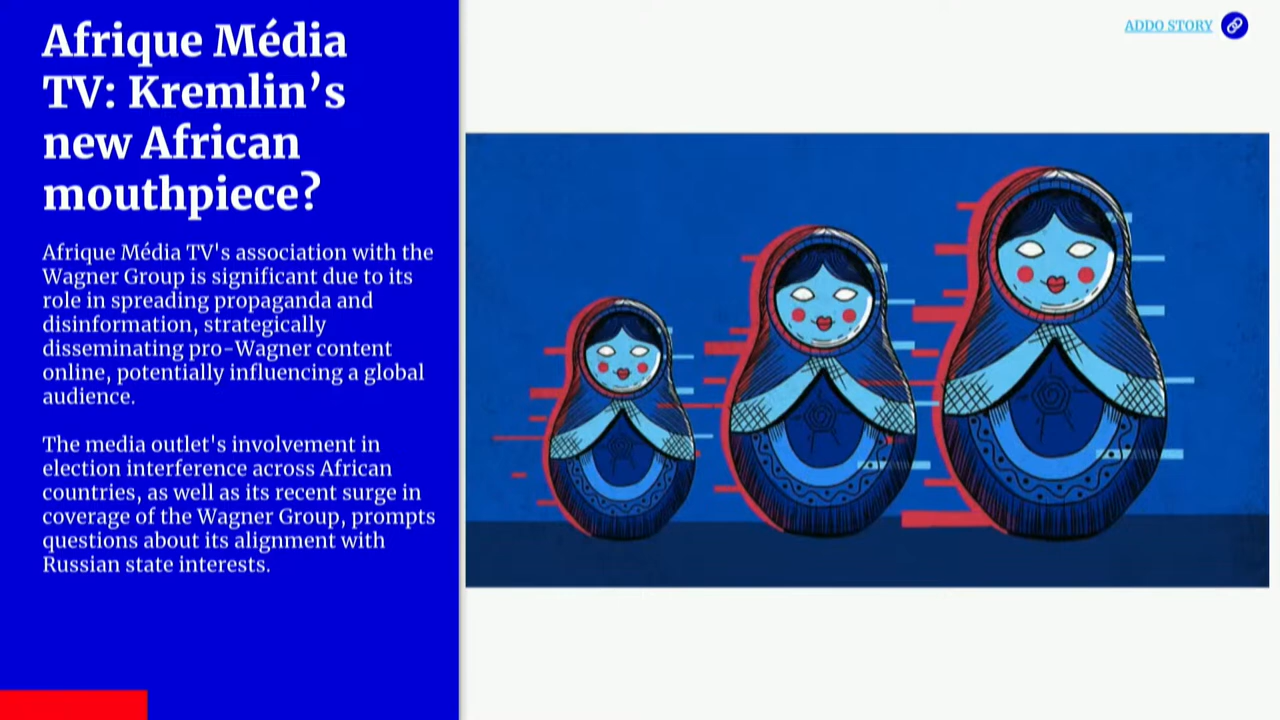 Afrique Média
TV: Kremlin’s
new African
mouthpiece?
Afrique Média TV's association with the
Wagner Group is significant due to its
role in spreading propaganda and
disinformation, strategically
disseminating pro-Wagner content
online, potentially influencing a global
audience.
The media outlet's involvement in
election interference across African
countries, as well as its recent surge in
coverage of the Wagner Group, prompts
questions about its alignment with
Russian state interests.
ADDO STORY